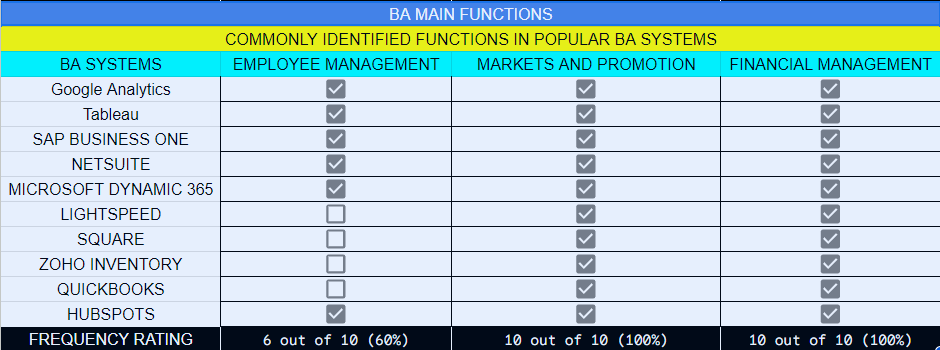 BA MAIN FUNCTIONS
COMMONLY IDENTIFIED FUNCTIONS IN POPULAR BA SYSTEMS
BA SYSTEMS EMPLOYEE MANAGEMENT MARKETS AND PROMOTION FINANCIAL MANAGEMENT
Google Analytics
Tableau
SAP BUSINESS ONE
NETSUITE
MICROSOFT DYNAMIC 365
LIGHTSPEED
SQUARE
ZOHO INVENTORY
QUICKBOOKS
HUBSPOTS
FREQUENCY RATING 6 out of 10 (60%) 10 out of 10 (100%) 10 out of 10 (100%)